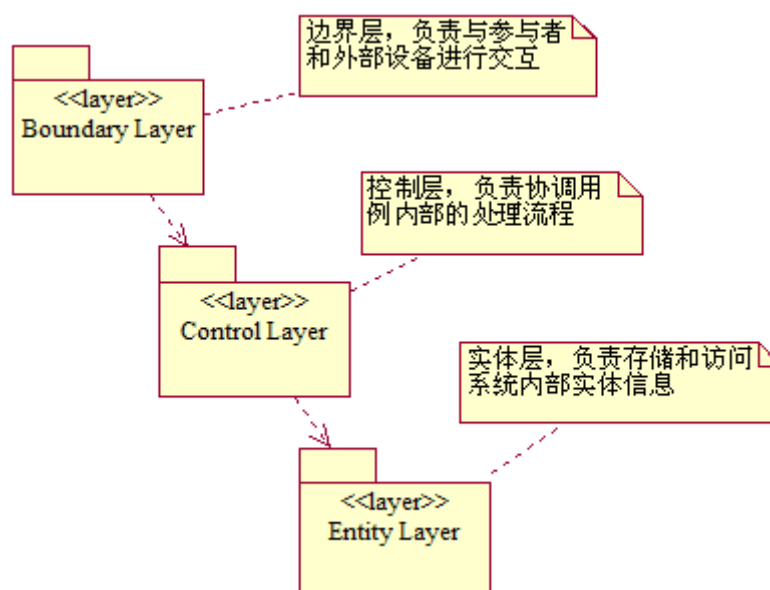 边界层，负责与参与者
和外部设备进行交互
<<layer>>
Boundary Layer
控制层，负责协调用
例内部的处理流程
<<layer>>
Control Layer
实体层，负责存储和访问
系统内部实体信息
<<layer>>
Entity Layer